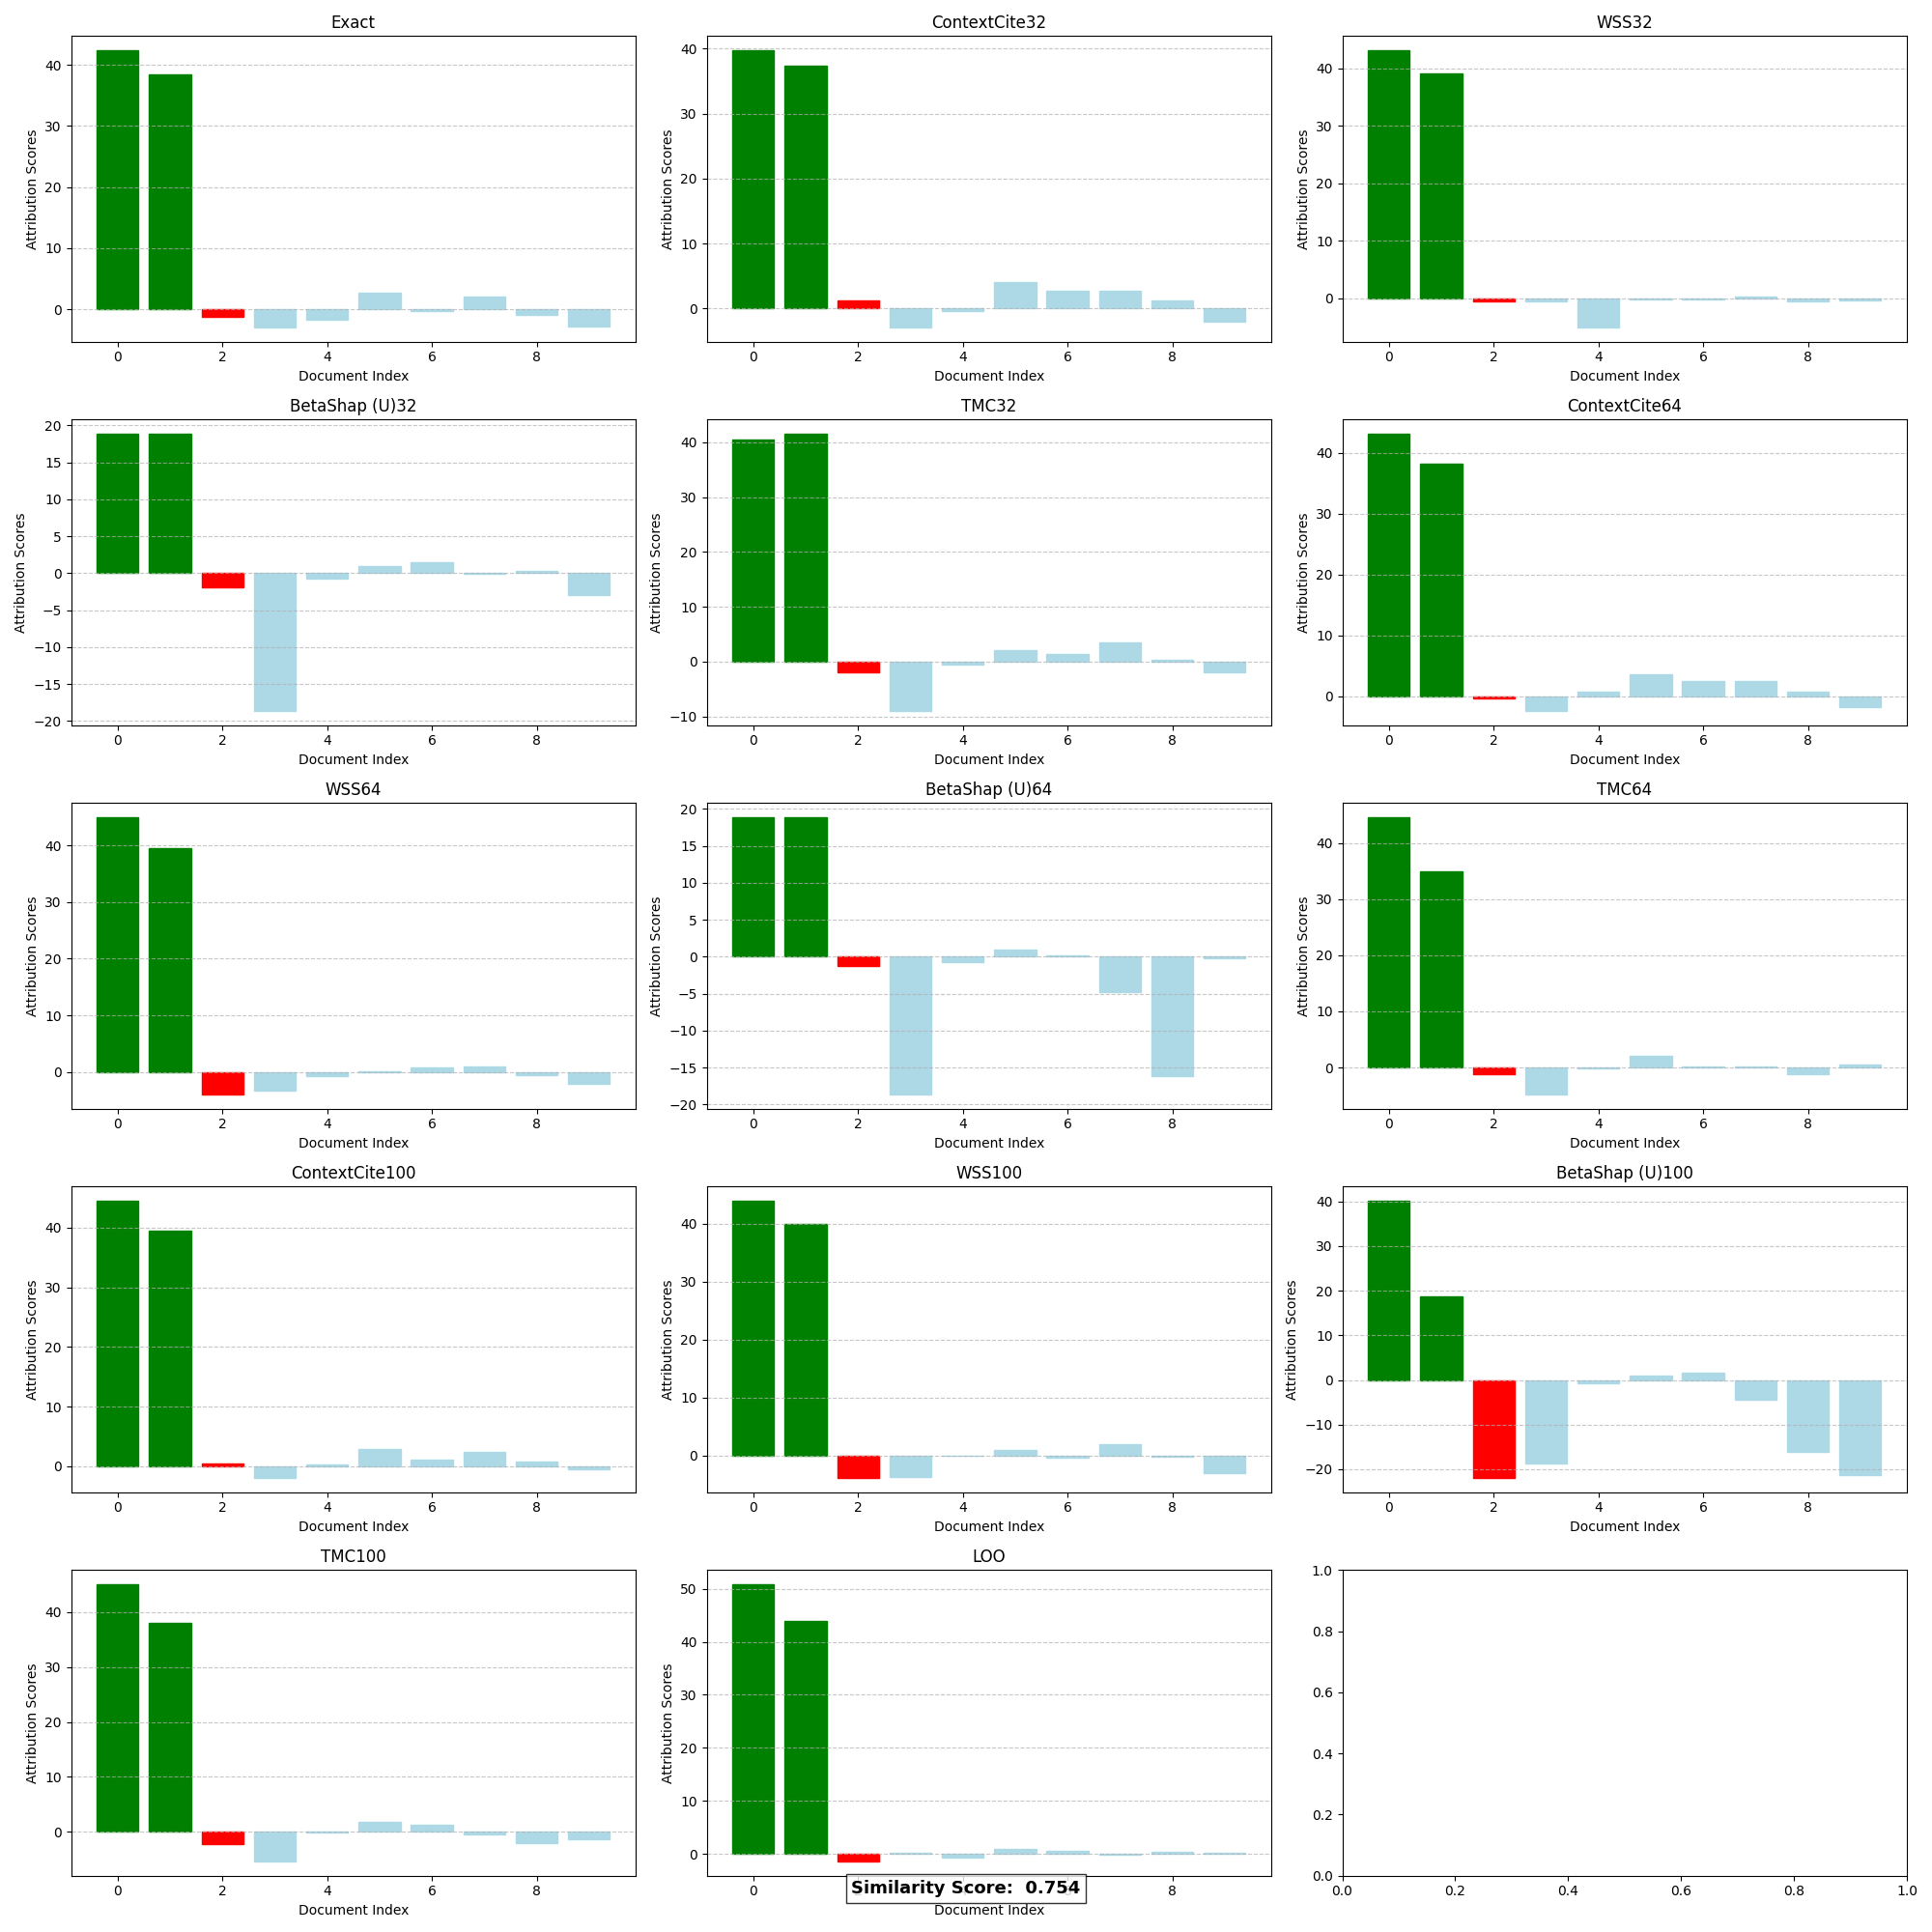 Exact
Attribution Scores
40
30
20
10
0
0 2 4 6 8
Document Index
ContextCite32
Attribution Scores
40
30
20
10
0
0 2 4 6 8
Document Index
WSS32
Attribution Scores
40
30
20
10
0
0 2 4 6 8
Document Index
BetaShap (U)32
Attribution Scores
20
15
10
5
0
−5
−10
−15
−20
0 2 4 6 8
Document Index
TMC32
Attribution Scores
40
30
20
10
0
−10
0 2 4 6 8
Document Index
ContextCite64
Attribution Scores
40
30
20
10
0
0 2 4 6 8
Document Index
WSS64
Attribution Scores
40
30
20
10
0
0 2 4 6 8
Document Index
BetaShap (U)64
Attribution Scores
20
15
10
5
0
−5
−10
−15
−20
0 2 4 6 8
Document Index
TMC64
Attribution Scores
40
30
20
10
0
0 2 4 6 8
Document Index
ContextCite100
Attribution Scores
40
30
20
10
0
0 2 4 6 8
Document Index
WSS100
Attribution Scores
40
30
20
10
0
0 2 4 6 8
Document Index
BetaShap (U)100
Attribution Scores
40
30
20
10
0
−10
−20
0 2 4 6 8
Document Index
TMC100
Attribution Scores
40
30
20
10
0
0 2 4 6 8
Document Index
LOO
Attribution Scores
50
40
30
20
10
0
0 8
Similarity Score: 0.754
Document Index
1.0
0.8
0.6
0.4
0.2
0.0
0.0 0.2 0.4 0.6 0.8 1.0